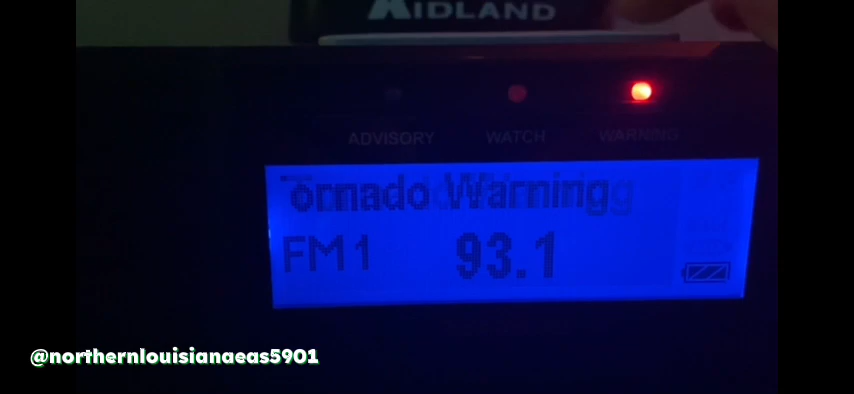 MIDLAND
ADVISORY WATCH WARNING
Tornado Warning
FM1 93.1
@northernlouisianaeas5901